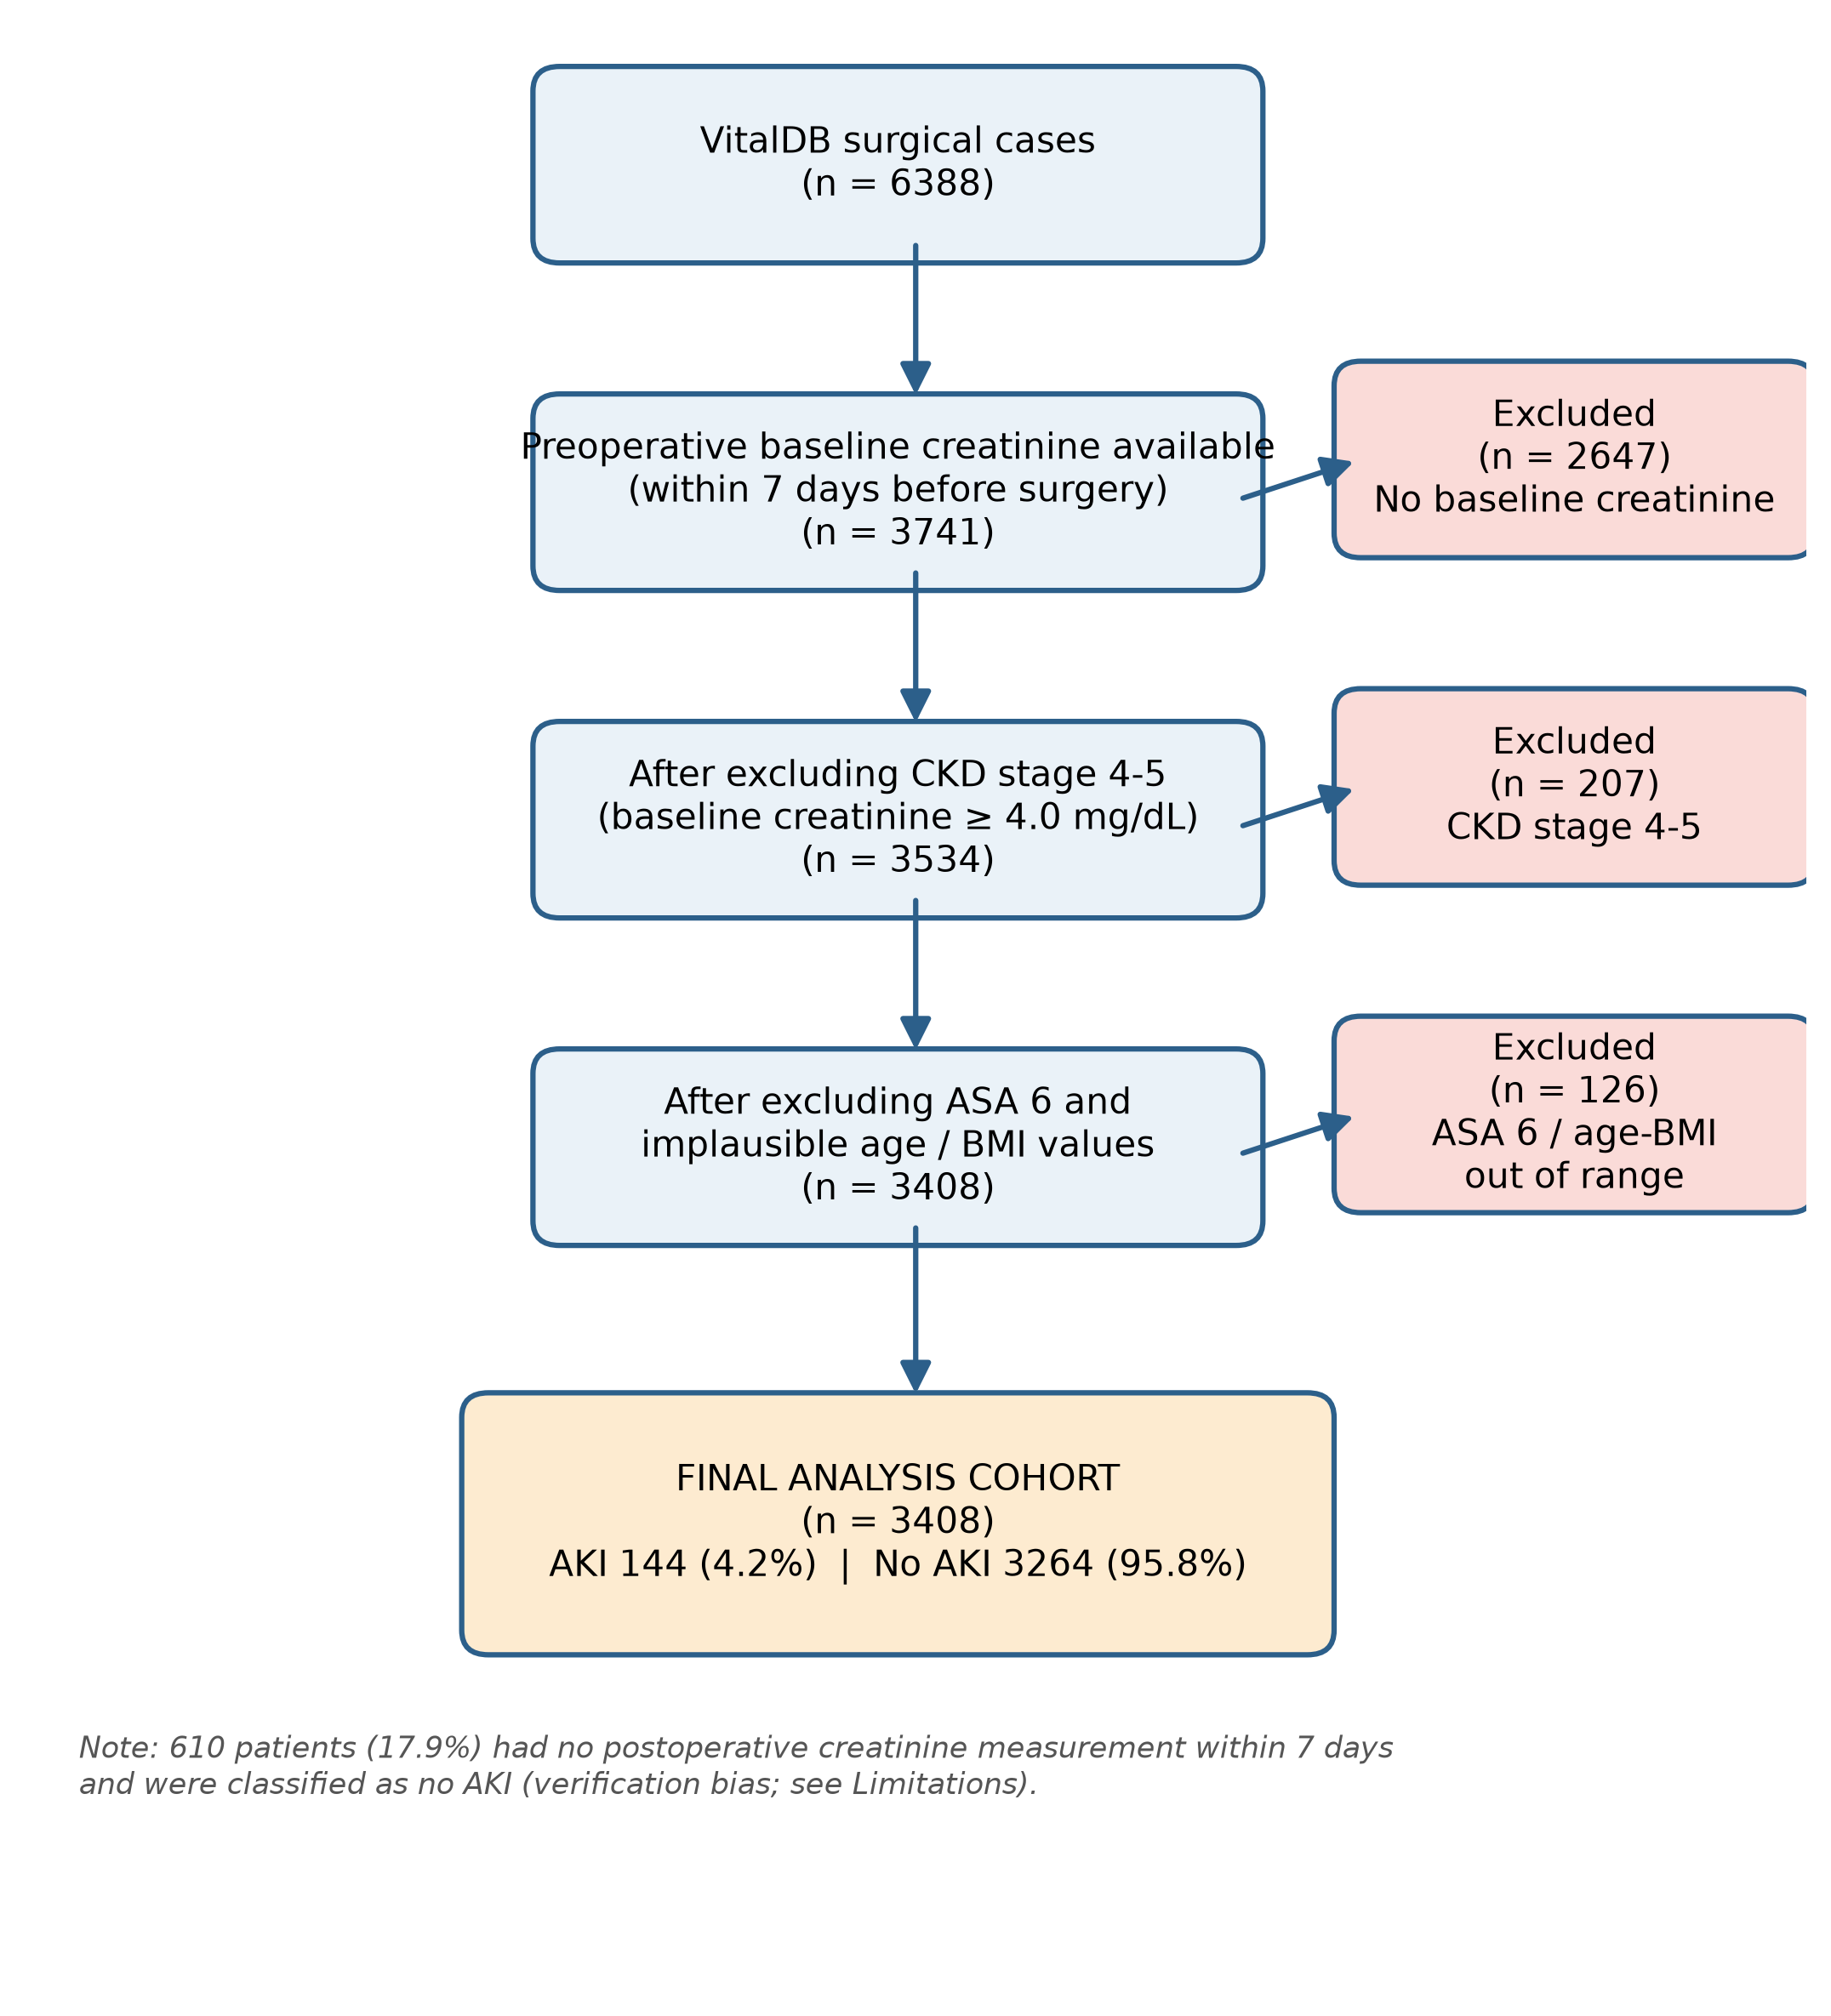 VitalDB surgical cases
(n = 6388)
Preoperative baseline creatinine available
(within 7 days before surgery)
(n = 3741)
Excluded
(n = 2647)
No baseline creatinine
After excluding CKD stage 4-5
(baseline creatinine ≥ 4.0 mg/dL)
(n = 3534)
Excluded
(n = 207)
CKD stage 4-5
After excluding ASA 6 and
implausible age / BMI values
(n = 3408)
Excluded
(n = 126)
ASA 6 / age-BMI
out of range
FINAL ANALYSIS COHORT
(n = 3408)
AKI 144 (4.2%) | No AKI 3264 (95.8%)
Note: 610 patients (17.9%) had no postoperative creatinine measurement within 7 days
and were classified as no AKI (verification bias; see Limitations).